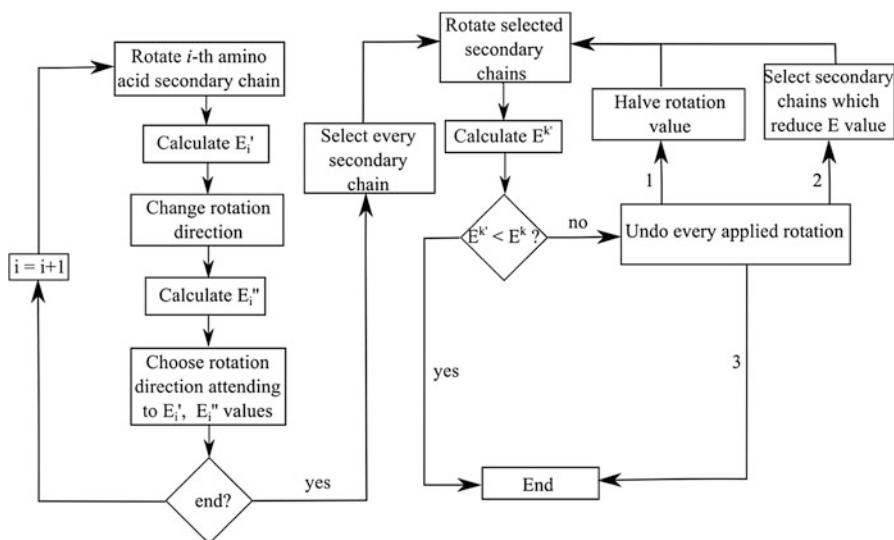 Rotate i-th amino
acid secondary chain
Calculate Eᵢ'
Change rotation
direction
i = i+1
Calculate Eᵢ"
Choose rotation
direction attending
to Eᵢ', Eᵢ" values
end?
yes
Select every
secondary
chain
Rotate selected
secondary
chains
Calculate Eᵏ'
Eᵏ' < Eᵏ ?
no
yes
Undo every applied rotation
1
Halve rotation
value
2
Select secondary
chains which
reduce E value
3
End